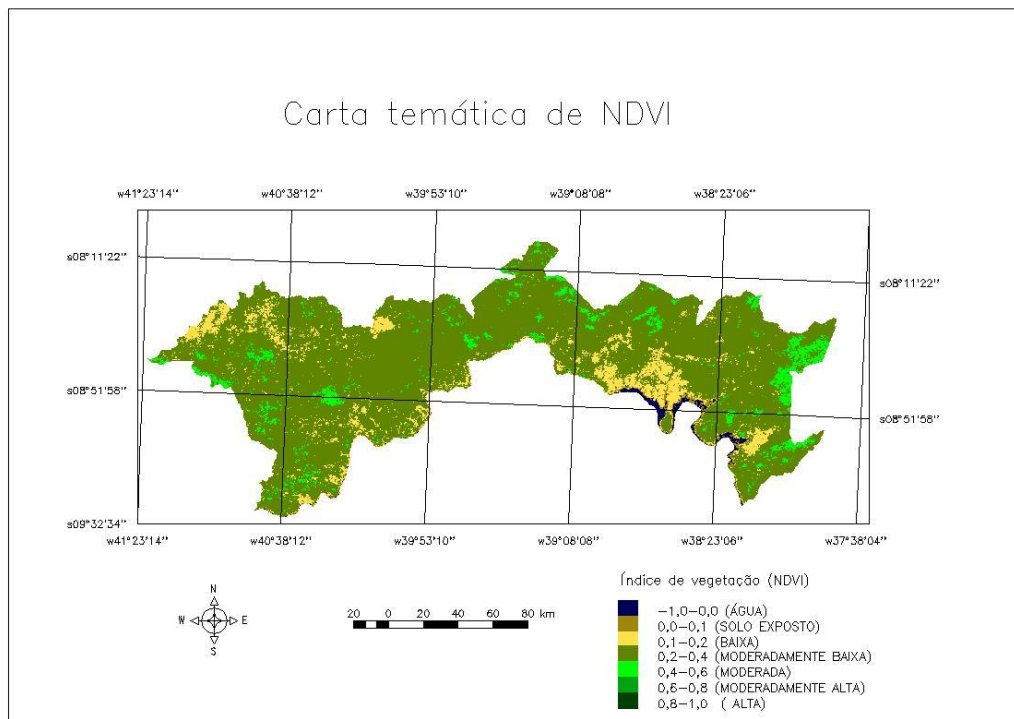 Carta temática de NDVI
w41°23'14'' w40°38'12'' w39°53'10'' w39°08'08'' w38°23'06''
s08°11'22'' s08°11'22''
s08°51'58'' s08°51'58''
s09°32'34''
w41°23'14'' w40°38'12'' w39°53'10'' w39°08'08'' w38°23'06'' w37°38'04''
Índice de vegetação (NDVI)
-1,0-0,0 (ÁGUA)
0,0-0,1 (SOLO EXPOSTO)
0,1-0,2 (BAIXA)
0,2-0,4 (MODERADAMENTE BAIXA)
0,4-0,6 (MODERADA)
0,6-0,8 (MODERADAMENTE ALTA)
0,8-1,0 ( ALTA)
N
W E
S
20 0 20 40 60 80 km